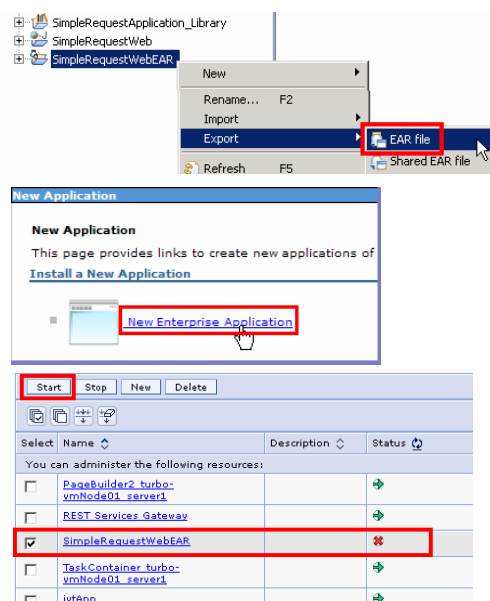 SimpleRequestApplication_Library
SimpleRequestWeb
SimpleRequestWebEAR
New
Rename... F2
Import
Export
EAR file
Shared EAR file
Refresh F5
New Application
New Application
This page provides links to create new applications of
Install a New Application
New Enterprise Application
Start Stop New Delete
Select Name Description Status
You can administer the following resources:
PageBuilder2_turbo-
vmNode01_server1
REST Services Gateway
SimpleRequestWebEAR
TaskContainer_turbo-
vmNode01_server1
ivtApp